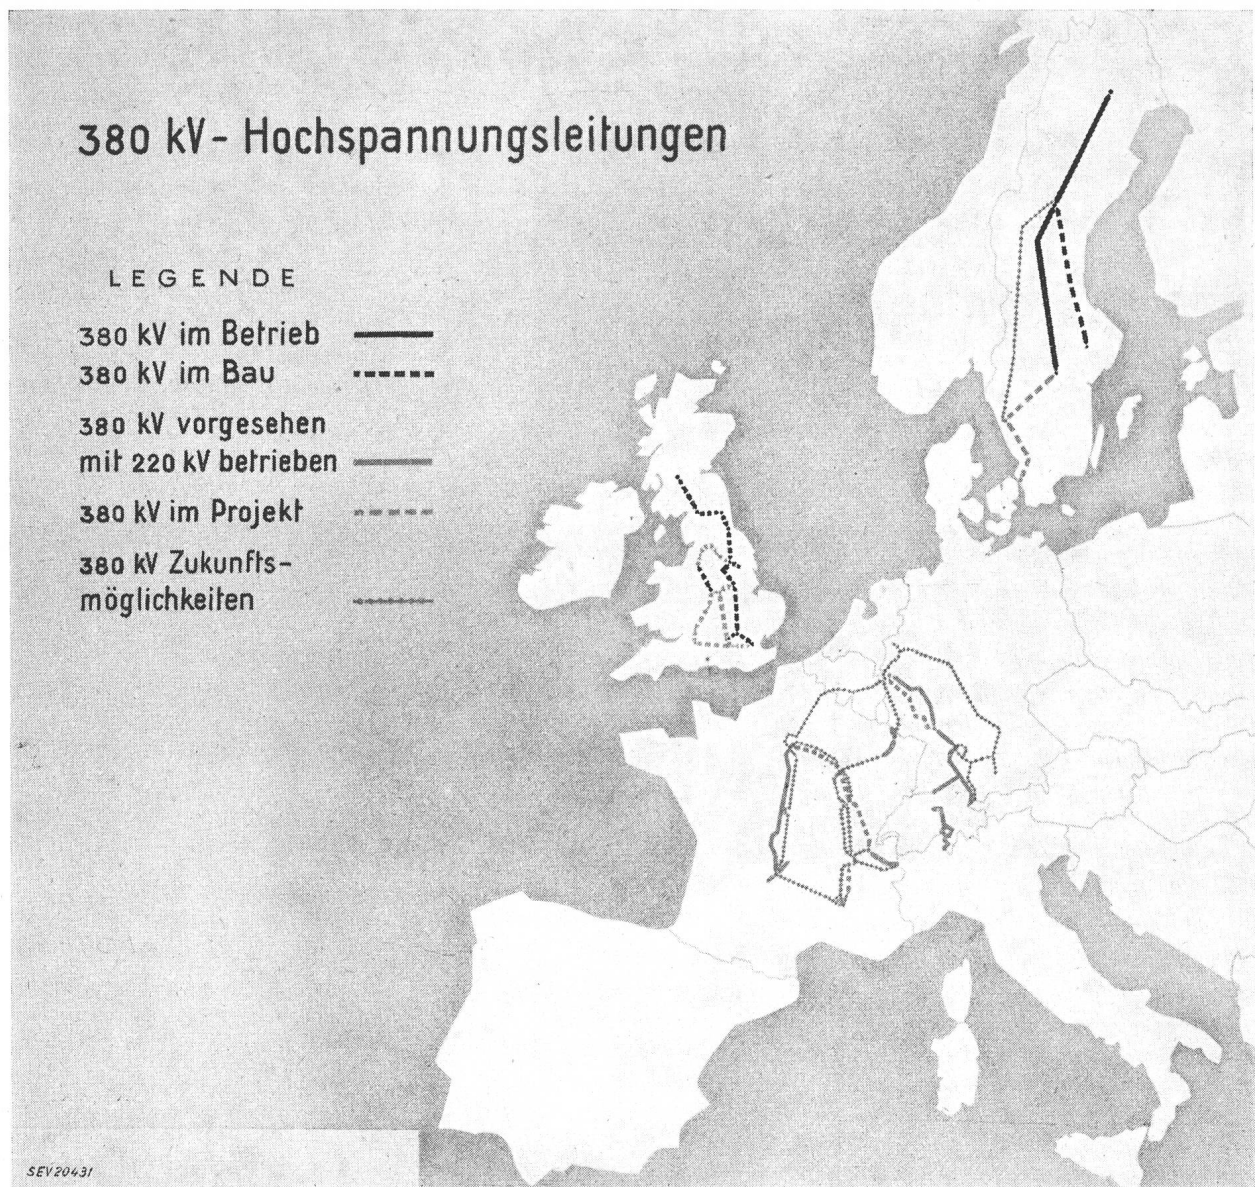 380 kV - Hochspannungsleitungen
LEGENDE
380 kV im Betrieb
380 kV im Bau
380 kV vorgesehen
mit 220 kV betrieben
380 kV im Projekt
380 kV Zukunfts-
möglichkeiten
SEV20431